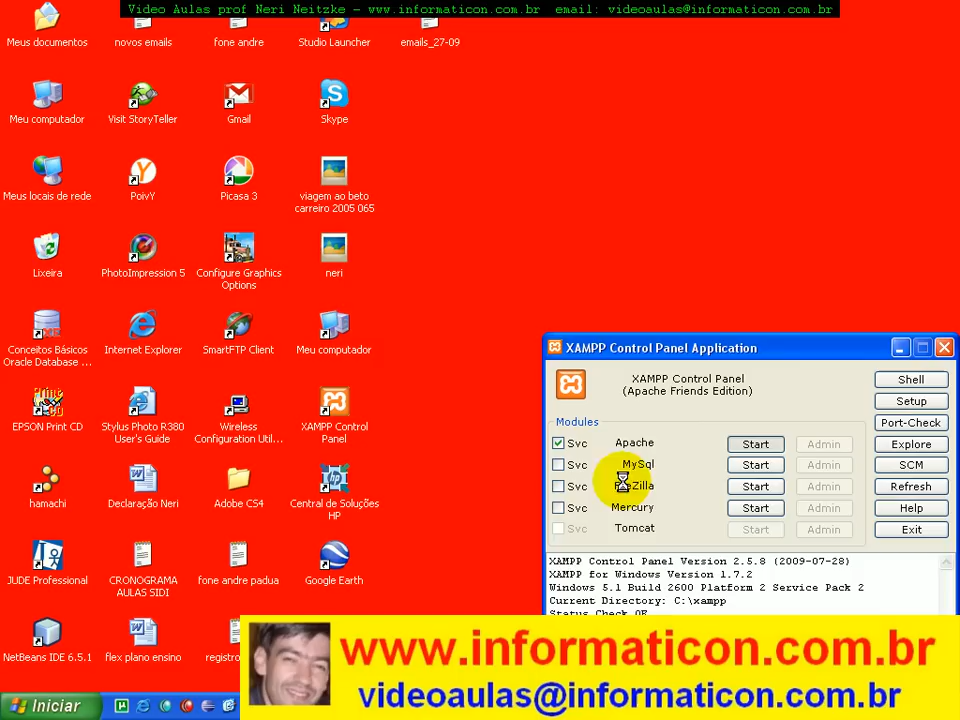 Video Aulas prof Neri Neitzke – www.informaticon.com.br email: videoaulas@informaticon.com.br
Meus documentos
novos emails
fone andre
Studio Launcher
emails_27-09
Meu computador
Visit StoryTeller
Gmail
Skype
Meus locais de rede
PoivY
Picasa 3
viagem ao beto
carreiro 2005 065
Lixeira
PhotoImpression 5
Configure Graphics
Options
neri
Conceitos Básicos
Oracle Database ...
Internet Explorer
SmartFTP Client
Meu computador
EPSON Print CD
Stylus Photo R380
User's Guide
Wireless
Configuration Util...
XAMPP Control
Panel
hamachi
Declaração Neri
Adobe CS4
Central de Soluções
HP
JUDE Professional
CRONOGRAMA
AULAS SIDI
fone andre padua
Google Earth
NetBeans IDE 6.5.1
flex plano ensino
registro
XAMPP Control Panel Application
XAMPP Control Panel
(Apache Friends Edition)
Shell
Setup
Port-Check
Explore
SCM
Refresh
Help
Exit
Modules
Svc Apache Start Admin
Svc MySql Start Admin
Svc FileZilla Start Admin
Svc Mercury Start Admin
Svc Tomcat Start Admin
XAMPP Control Panel Version 2.5.8 (2009-07-28)
XAMPP for Windows Version 1.7.2
Windows 5.1 Build 2600 Platform 2 Service Pack 2
Current Directory: C:\xampp
Status Check OK
www.informaticon.com.br
videoaulas@informaticon.com.br
Iniciar